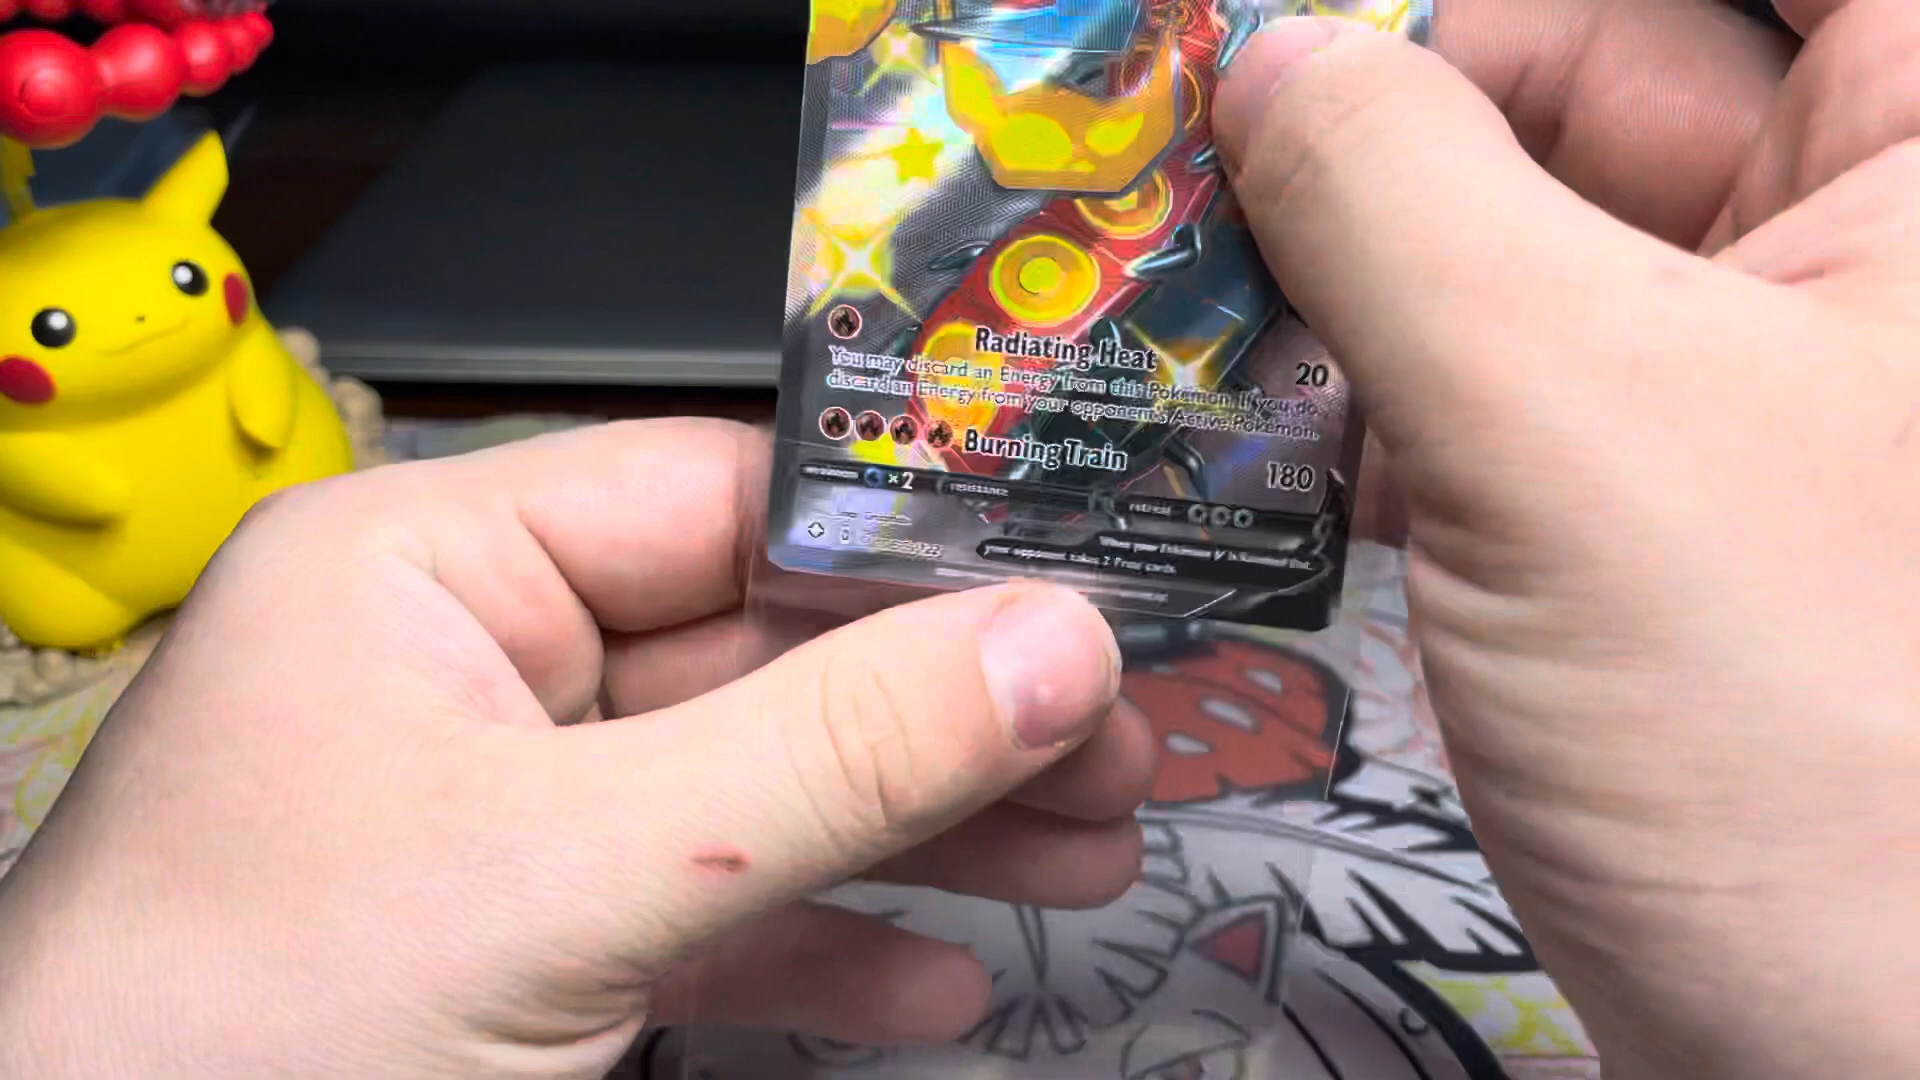 Radiating Heat
20
You may discard an Energy from this Pokémon. If you do,
discard an Energy from your opponent's Active Pokémon.
Burning Train
180
weakness ×2
resistance
retreat
When your Pokémon V is Knocked Out,
your opponent takes 2 Prize cards.